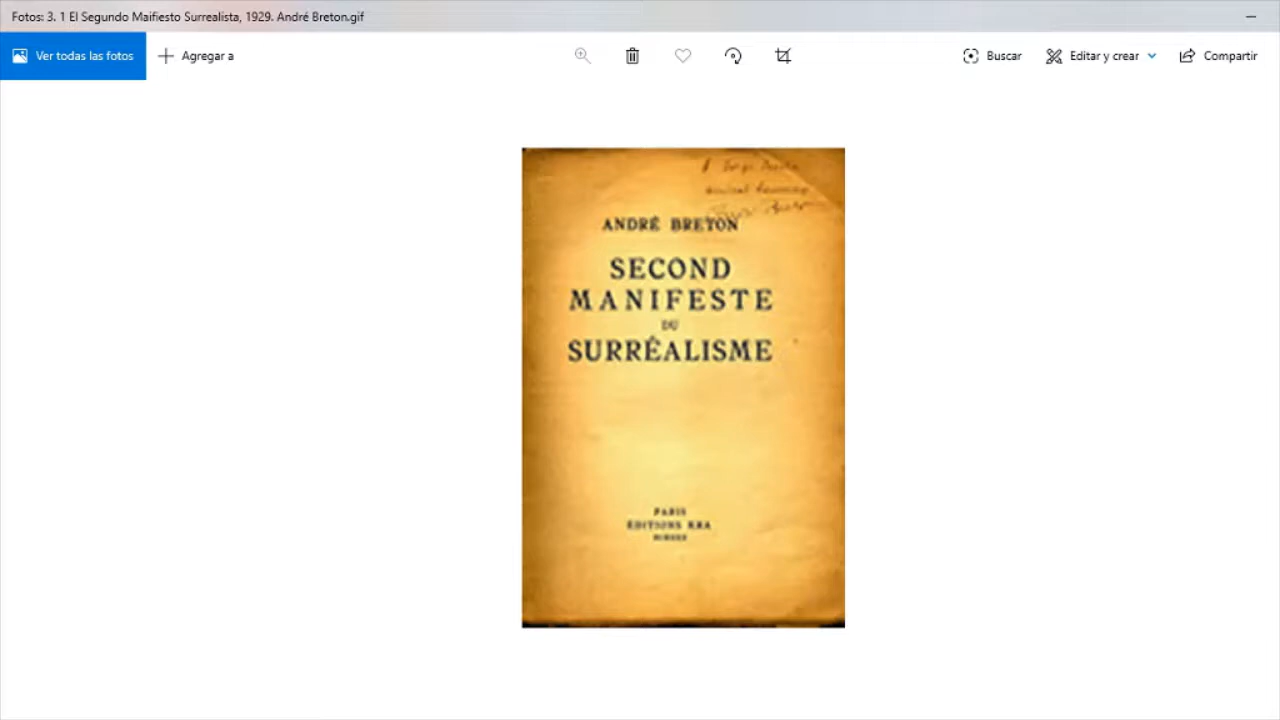 Fotos: 3. 1 El Segundo Maifiesto Surrealista, 1929. André Breton.gif
Ver todas las fotos
Agregar a
Buscar
Editar y crear
Compartir
ANDRÉ BRETON
SECOND
MANIFESTE
DU
SURRÉALISME
PARIS
ÉDITIONS KRA